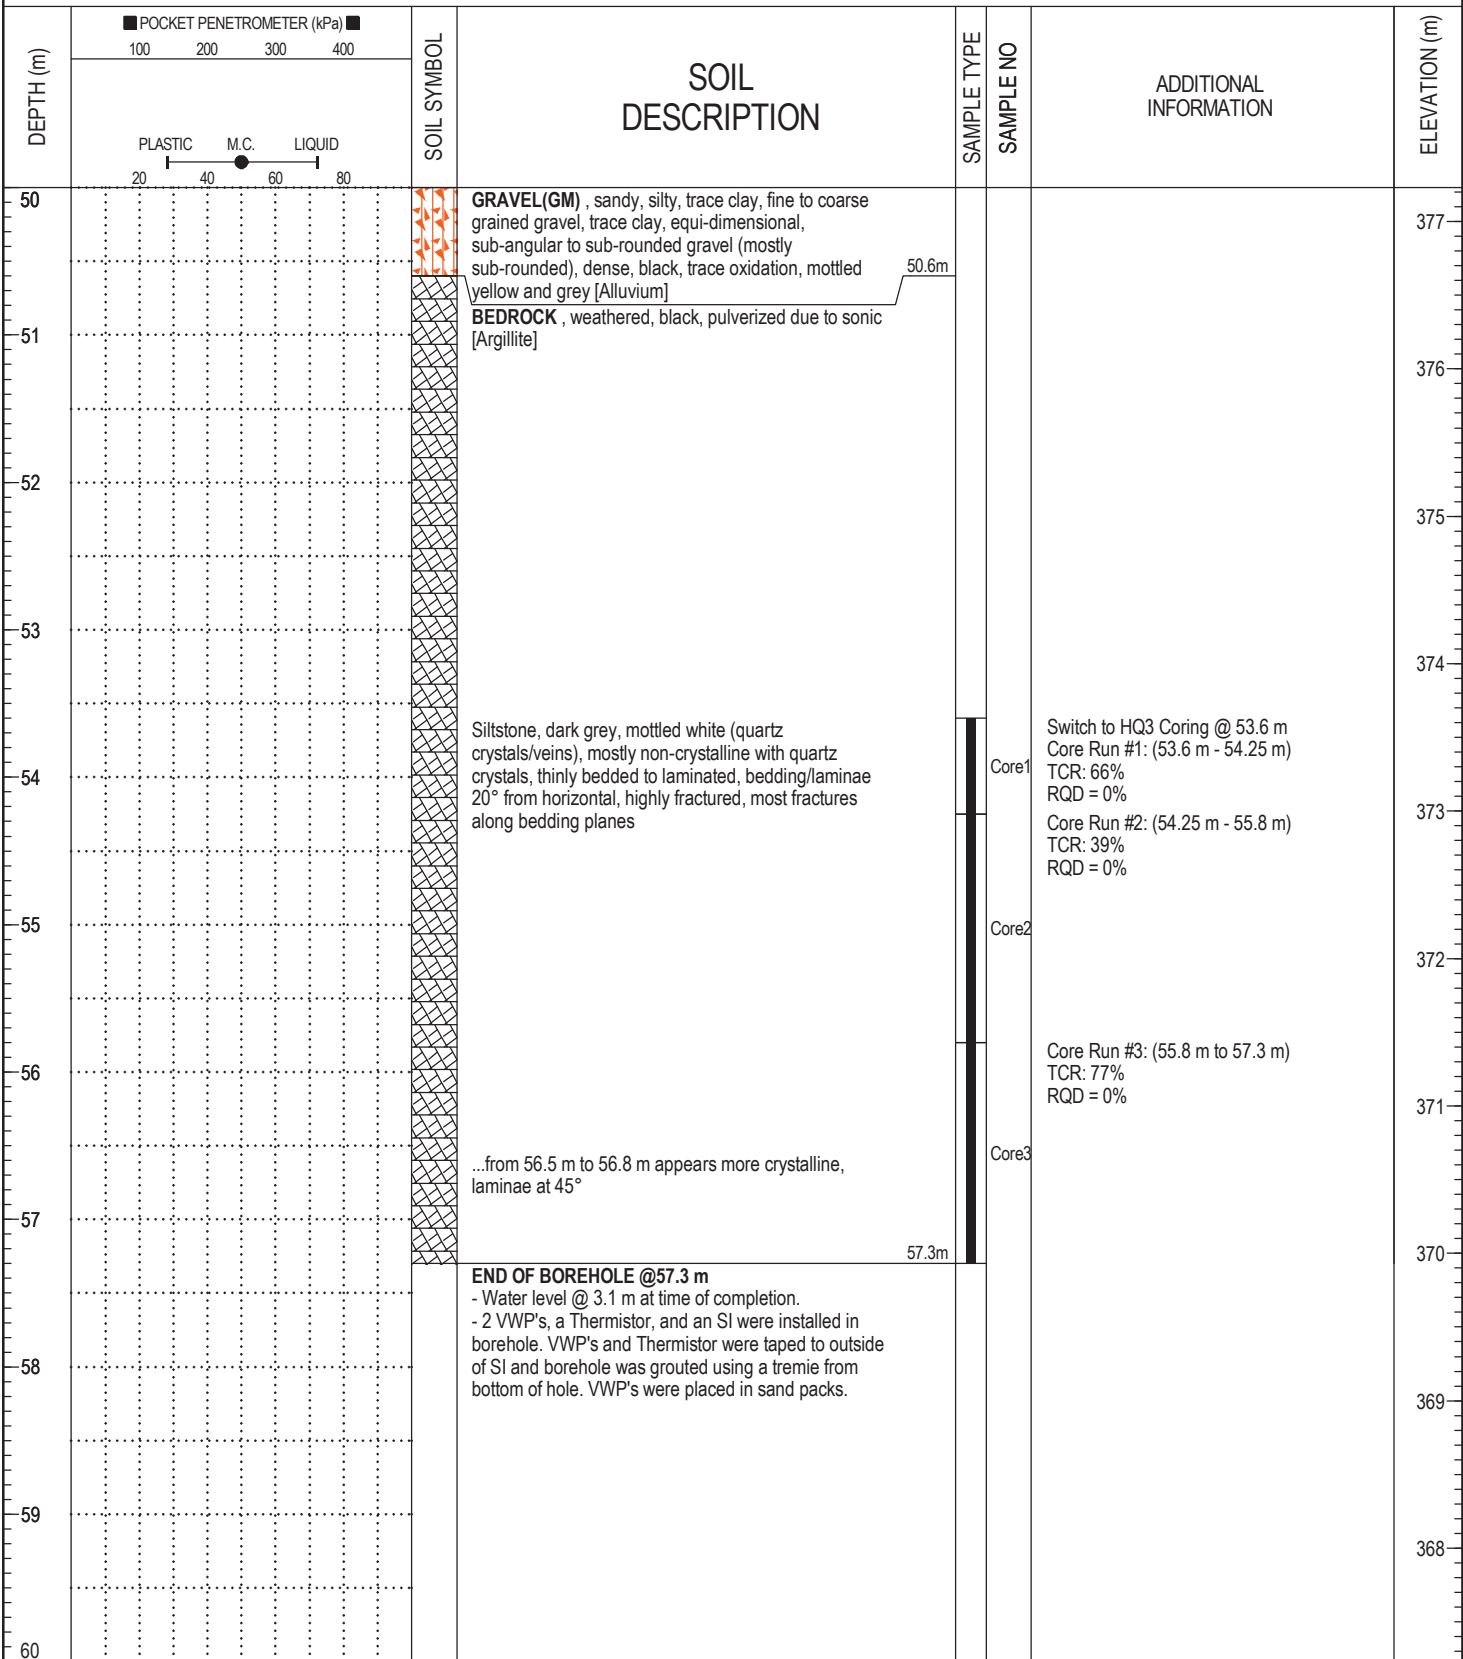 ■ POCKET PENETROMETER (kPa) ■
100 200 300 400
DEPTH (m)
PLASTIC M.C. LIQUID
20 40 60 80
SOIL SYMBOL
SOIL
DESCRIPTION
SAMPLE TYPE
SAMPLE NO
ADDITIONAL
INFORMATION
ELEVATION (m)
50
GRAVEL(GM) , sandy, silty, trace clay, fine to coarse
grained gravel, trace clay, equi-dimensional,
sub-angular to sub-rounded gravel (mostly
sub-rounded), dense, black, trace oxidation, mottled
yellow and grey [Alluvium]
50.6m
377
BEDROCK , weathered, black, pulverized due to sonic
[Argillite]
51
376
52
375
53
374
Siltstone, dark grey, mottled white (quartz
crystals/veins), mostly non-crystalline with quartz
crystals, thinly bedded to laminated, bedding/laminae
20° from horizontal, highly fractured, most fractures
along bedding planes
Core1
Switch to HQ3 Coring @ 53.6 m
Core Run #1: (53.6 m - 54.25 m)
TCR: 66%
RQD = 0%
54
373
Core Run #2: (54.25 m - 55.8 m)
TCR: 39%
RQD = 0%
55
Core2
372
Core Run #3: (55.8 m to 57.3 m)
TCR: 77%
RQD = 0%
56
371
Core3
...from 56.5 m to 56.8 m appears more crystalline,
laminae at 45°
57
57.3m
370
END OF BOREHOLE @57.3 m
- Water level @ 3.1 m at time of completion.
- 2 VWP's, a Thermistor, and an SI were installed in
borehole. VWP's and Thermistor were taped to outside
of SI and borehole was grouted using a tremie from
bottom of hole. VWP's were placed in sand packs.
58
369
59
368
60